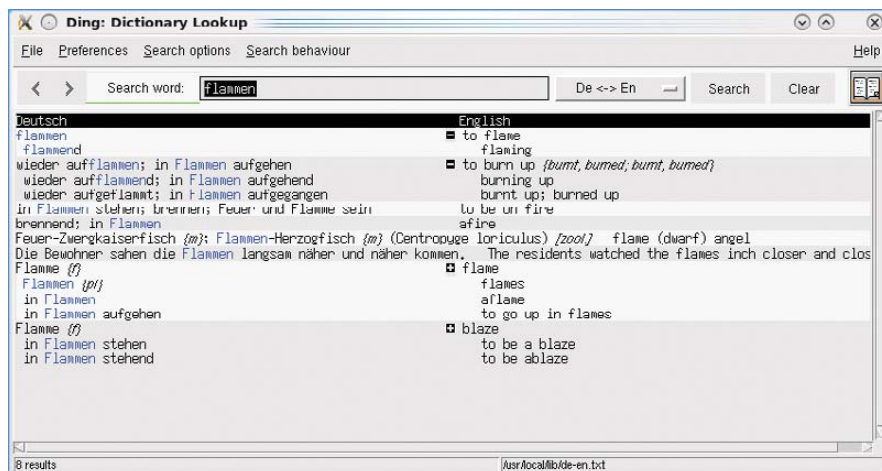 Ding: Dictionary Lookup
File Preferences Search options Search behaviour Help
Search word: flammen De <-> En Search Clear
Deutsch English
flammen to flame
flammend flaming
wieder aufflammen; in Flammen aufgehen to burn up {burnt, burned; burnt, burned}
wieder aufflammend; in Flammen aufgehend burning up
wieder aufgeflammt; in Flammen aufgegangen burnt up; burned up
in Flammen stehen; brennen; Feuer und Flamme sein to be on fire
brennend; in Flammen afire
Feuer-Zwergkaiserfisch {m}; Flammen-Herzogfisch {m} (Centropyge loriculus) [zool.] flame (dwarf) angel
Die Bewohner sahen die Flammen langsam näher und näher kommen. The residents watched the flames inch closer and clos
Flamme {f} flame
Flammen {pl} flames
in Flammen aflame
in Flammen aufgehen to go up in flames
Flamme {f} blaze
in Flammen stehen to be a blaze
in Flammen stehend to be ablaze
8 results /usr/local/lib/de-en.txt